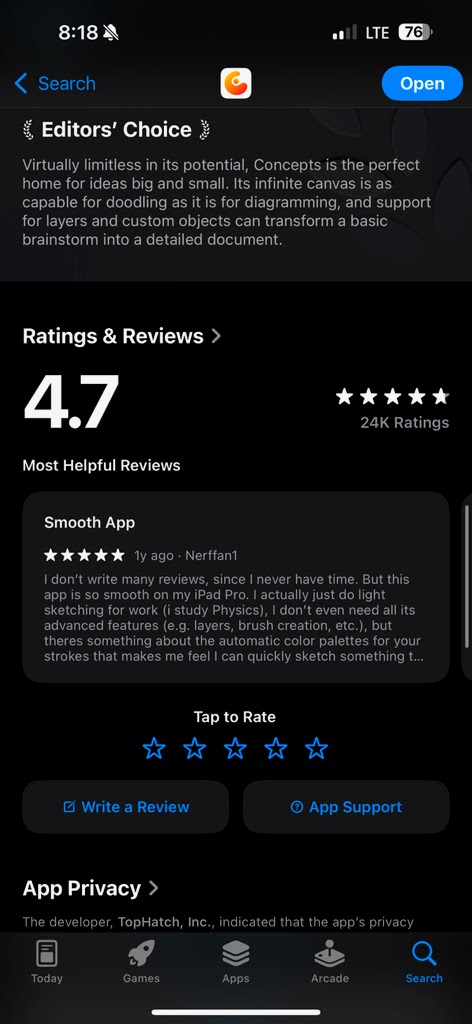 8:18
LTE 76
Search
Open
Editors’ Choice
Virtually limitless in its potential, Concepts is the perfect
home for ideas big and small. Its infinite canvas is as
capable for doodling as it is for diagramming, and support
for layers and custom objects can transform a basic
brainstorm into a detailed document.
Ratings & Reviews
4.7
24K Ratings
Most Helpful Reviews
Smooth App
1y ago · Nerffan1
I don’t write many reviews, since I never have time. But this
app is so smooth on my iPad Pro. I actually just do light
sketching for work (i study Physics), I don’t even need all its
advanced features (e.g. layers, brush creation, etc.), but
theres something about the automatic color palettes for your
strokes that makes me feel I can quickly sketch something t...
Tap to Rate
Write a Review
App Support
App Privacy
The developer, TopHatch, Inc., indicated that the app’s privacy
Today
Games
Apps
Arcade
Search